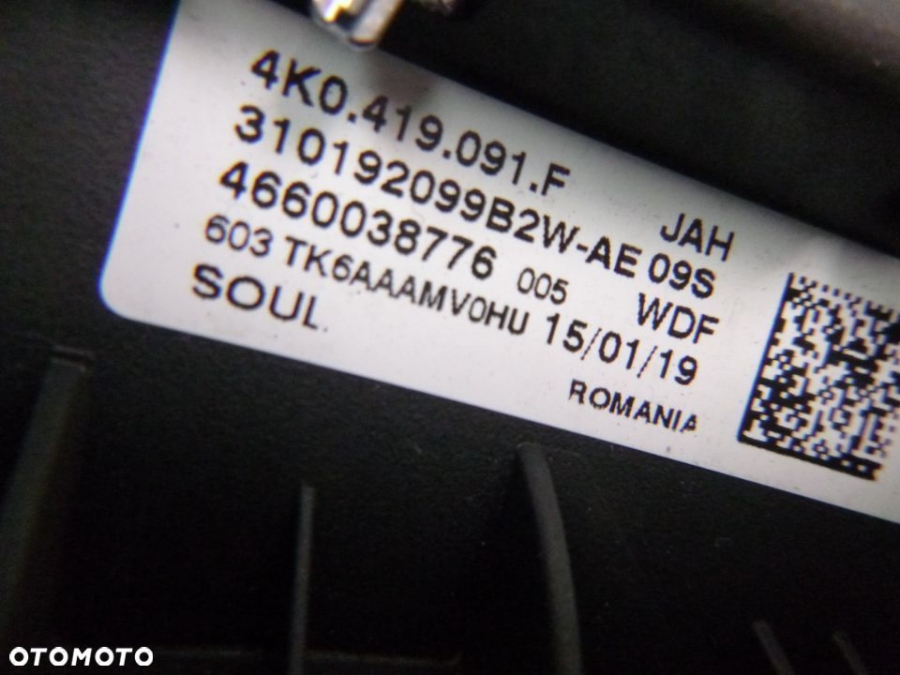 4K0.419.091.F JAH
310192099B2W-AE 09S
4660038776 005 WDF
603 TK6AAAMV0HU 15/01/19
SOUL ROMANIA
OTOMOTO